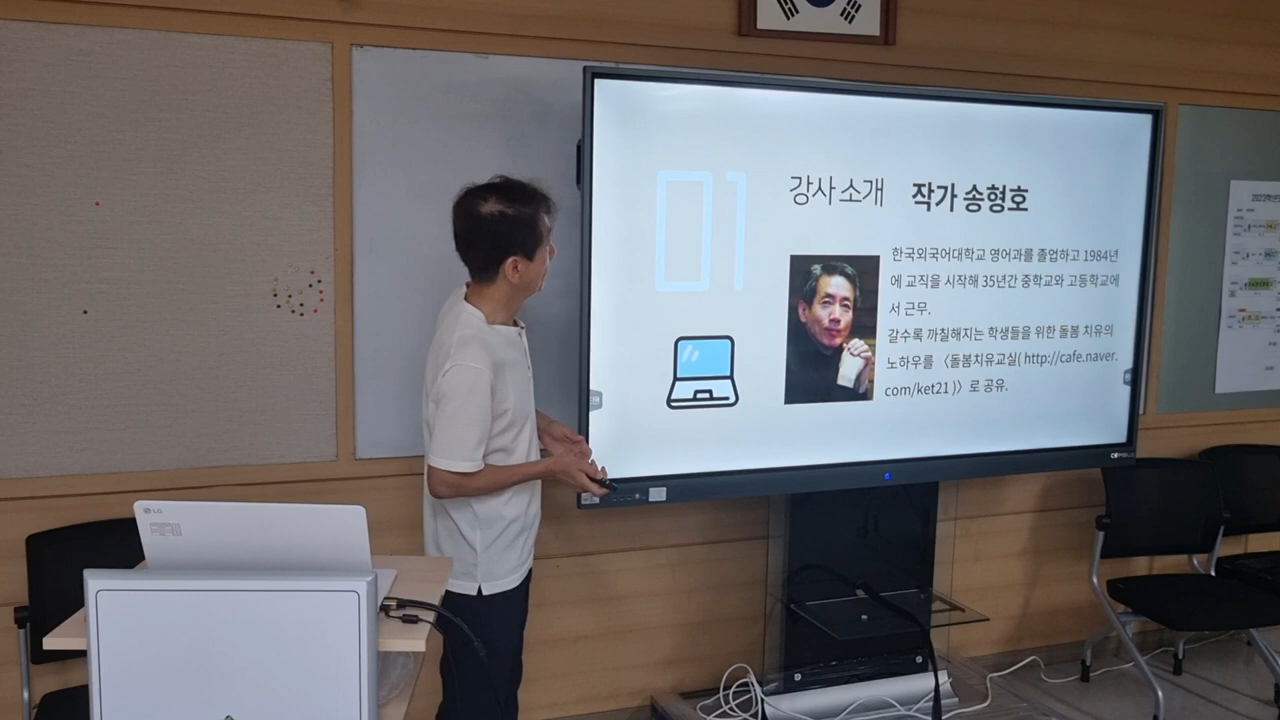 01
강사 소개 작가 송형호
한국외국어대학교 영어과를 졸업하고 1984년
에 교직을 시작해 35년간 중학교와 고등학교에
서 근무.
갈수록 까칠해지는 학생들을 위한 돌봄 치유의
노하우를 〈돌봄치유교실( http://cafe.naver.
com/ket21 )〉로 공유.
LG